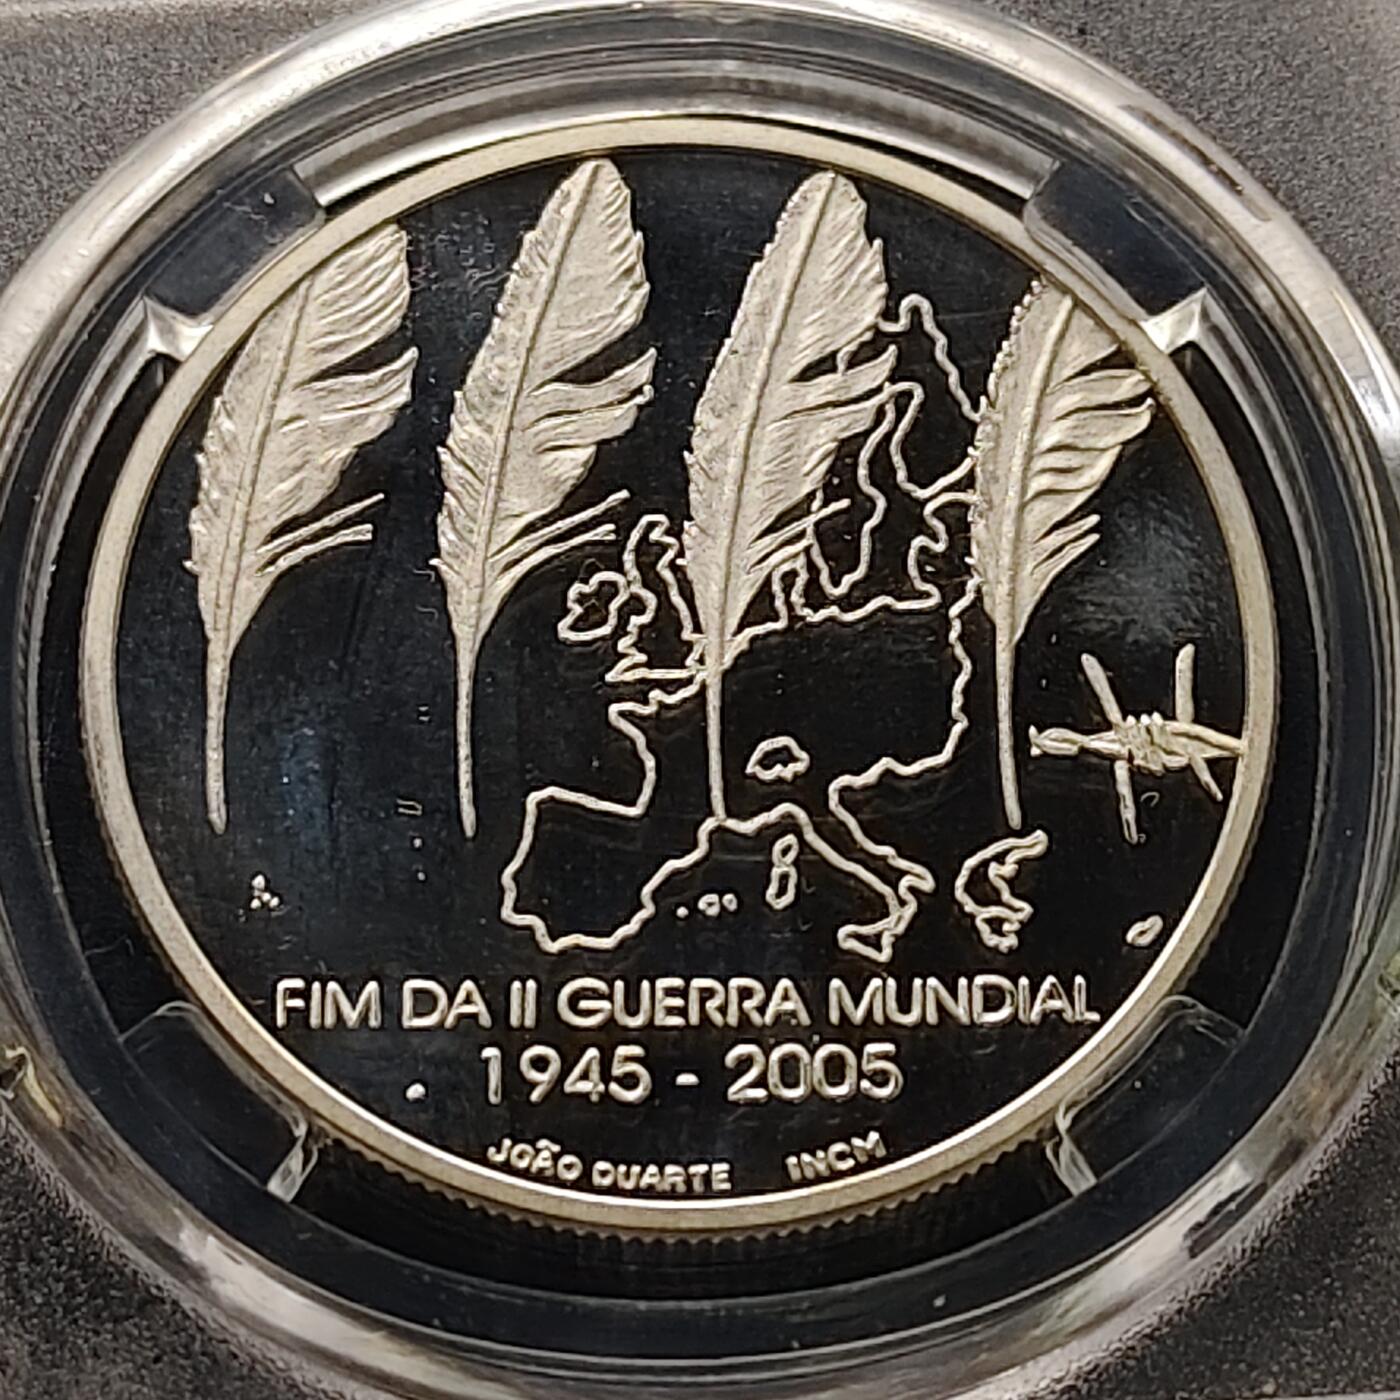 FIM DA II GUERRA MUNDIAL
1945 - 2005
JOÃO DUARTE INCM